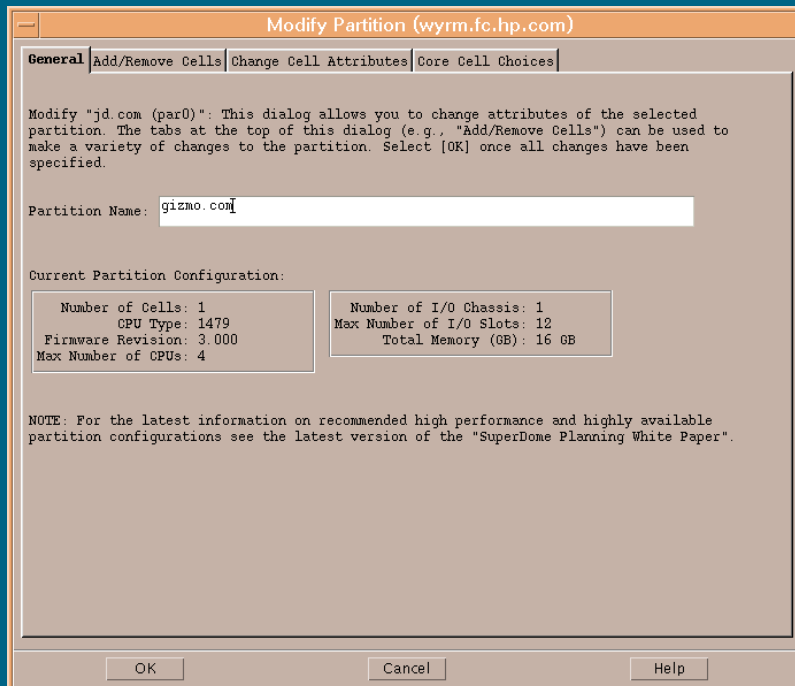 Modify Partition (wyrm.fc.hp.com)
General Add/Remove Cells Change Cell Attributes Core Cell Choices
Modify "jd.com (par0)": This dialog allows you to change attributes of the selected
partition. The tabs at the top of this dialog (e.g., "Add/Remove Cells") can be used to
make a variety of changes to the partition. Select [OK] once all changes have been
specified.
Partition Name: gizmo.com
Current Partition Configuration:
Number of Cells: 1
CPU Type: 1479
Firmware Revision: 3.000
Max Number of CPUs: 4
Number of I/O Chassis: 1
Max Number of I/O Slots: 12
Total Memory (GB): 16 GB
NOTE: For the latest information on recommended high performance and highly available
partition configurations see the latest version of the "SuperDome Planning White Paper".
OK Cancel Help